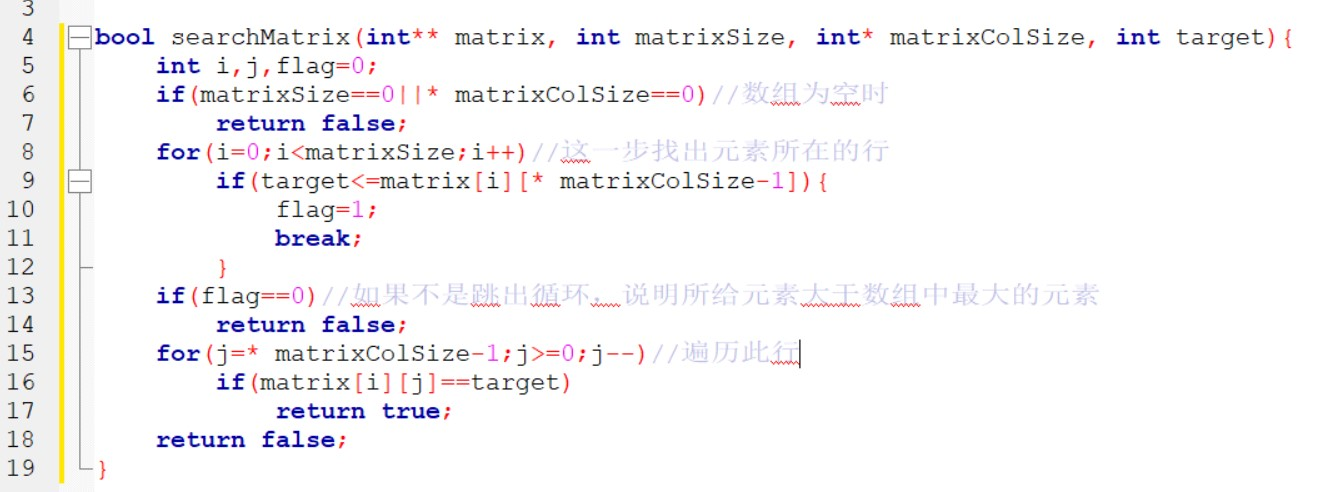 3
4 bool searchMatrix(int** matrix, int matrixSize, int* matrixColSize, int target){
5     int i,j,flag=0;
6     if(matrixSize==0||* matrixColSize==0)//数组为空时
7         return false;
8     for(i=0;i<matrixSize;i++)//这一步找出元素所在的行
9         if(target<=matrix[i][* matrixColSize-1]){
10             flag=1;
11             break;
12         }
13     if(flag==0)//如果不是跳出循环，说明所给元素大于数组中最大的元素
14         return false;
15     for(j=* matrixColSize-1;j>=0;j--)//遍历此行
16         if(matrix[i][j]==target)
17             return true;
18     return false;
19 }